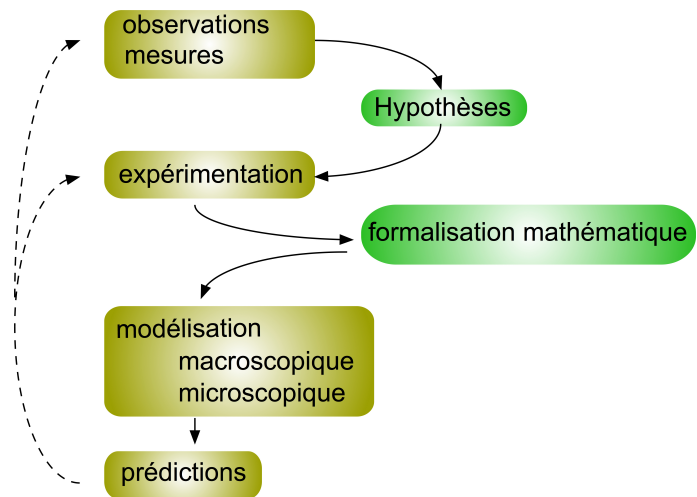 observations
mesures
Hypothèses
expérimentation
formalisation mathématique
modélisation
macroscopique
microscopique
prédictions